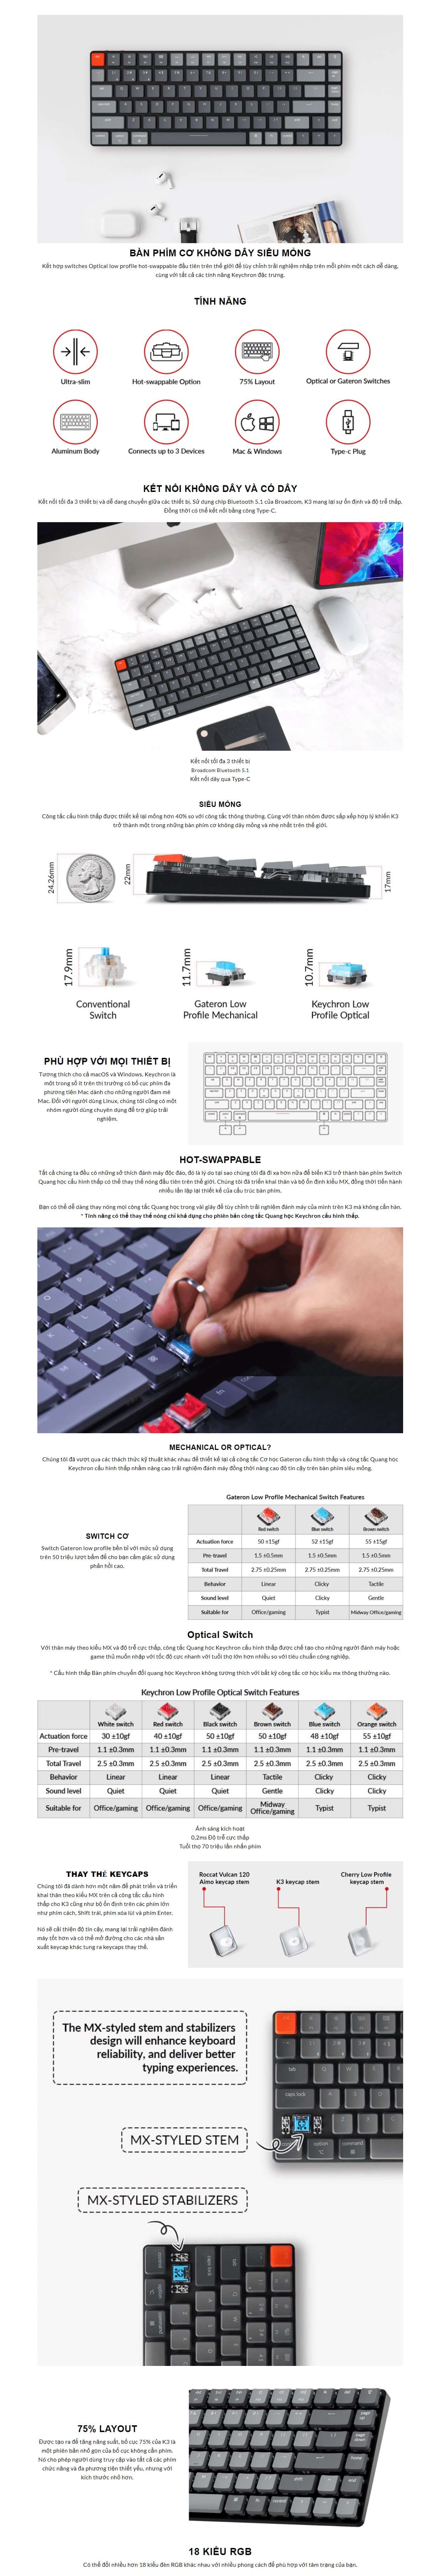 BÀN PHÍM CƠ KHÔNG DÂY SIÊU MỎNG
Kết hợp switches Optical low profile hot-swappable đầu tiên trên thế giới để tùy chỉnh trải nghiệm nhập trên mỗi phím một cách dễ dàng,
cùng với tất cả các tính năng Keychron đặc trưng.
TÍNH NĂNG
Ultra-slim
Hot-swappable Option
75% Layout
Optical or Gateron Switches
Aluminum Body
Connects up to 3 Devices
Mac & Windows
Type-c Plug
KẾT NỐI KHÔNG DÂY VÀ CÓ DÂY
Kết nối tối đa 3 thiết bị và dễ dàng chuyển giữa các thiết bị. Sử dụng chip Bluetooth 5.1 của Broadcom, K3 mang lại sự ổn định và độ trễ thấp.
Đồng thời có thể kết nối bằng cổng Type-C.
9:41
Kết nối tối đa 3 thiết bị
Broadcom Bluetooth 5.1
Kết nối dây qua Type-C
SIÊU MỎNG
Công tắc cấu hình thấp được thiết kế lại mỏng hơn 40% so với công tắc thông thường. Cùng với thân nhôm được sắp xếp hợp lý khiến K3
trở thành một trong những bàn phím cơ không dây mỏng và nhẹ nhất trên thế giới.
24.26mm
22mm
17mm
17.9mm
11.7mm
10.7mm
Conventional
Switch
Gateron Low
Profile Mechanical
Keychron Low
Profile Optical
PHÙ HỢP VỚI MỌI THIẾT BỊ
Tương thích cho cả macOS và Windows. Keychron là
một trong số ít trên thị trường có bố cục phím đa
phương tiện Mac dành cho những người đam mê
Mac. Đối với người dùng Linux, chúng tôi cũng có một
nhóm người dùng chuyên dụng để trợ giúp trải
nghiệm.
HOT-SWAPPABLE
Tất cả chúng ta đều có những sở thích đánh máy độc đáo, đó là lý do tại sao chúng tôi đã đi xa hơn nữa để biến K3 trở thành bàn phím Switch
Quang học cấu hình thấp có thể thay thế nóng đầu tiên trên thế giới. Chúng tôi đã triển khai thân và bộ ổn định kiểu MX, đồng thời tiến hành
nhiều lần lặp lại thiết kế của cấu trúc bàn phím.
Bạn có thể dễ dàng thay nóng mọi công tắc Quang học trong vài giây để tùy chỉnh trải nghiệm đánh máy của mình trên K3 mà không cần hàn.
* Tính năng có thể thay thế nóng chỉ khả dụng cho phiên bản công tắc Quang học Keychron cấu hình thấp.
MECHANICAL OR OPTICAL?
Chúng tôi đã vượt qua các thách thức kỹ thuật khác nhau để thiết kế lại cả công tắc Cơ học Gateron cấu hình thấp và công tắc Quang học
Keychron cấu hình thấp nhằm nâng cao trải nghiệm đánh máy đồng thời nâng cao độ tin cậy trên bàn phím siêu mỏng.
SWITCH CƠ
Switch Gateron low profile bền bỉ với mức sử dụng
trên 50 triệu lượt bấm để cho bạn cảm giác sử dụng
phản hồi cao.
Gateron Low Profile Mechanical Switch Features
Red switch Blue switch Brown switch
Actuation force 50 ±15gf 52 ±15gf 55 ±15gf
Pre-travel 1.5 ±0.5mm 1.5 ±0.5mm 1.5 ±0.5mm
Total Travel 2.75 ±0.25mm 2.75 ±0.25mm 2.75 ±0.25mm
Behavior Linear Clicky Tactile
Sound level Quiet Clicky Gentle
Suitable for Office/gaming Typist Midway Office/gaming
Optical Switch
Với thân máy theo kiểu MX và độ trễ cực thấp, công tắc Quang học Keychron cấu hình thấp được chế tạo cho những người đánh máy hoặc
game thủ muốn nhập với tốc độ cực nhanh với tuổi thọ lớn hơn nhiều so với tiêu chuẩn công nghiệp.
* Cấu hình thấp Bàn phím chuyển đổi quang học Keychron không tương thích với bất kỳ công tắc cơ học kiểu mx thông thường nào.
Keychron Low Profile Optical Switch Features
White switch Red switch Black switch Brown switch Blue switch Orange switch
Actuation force 30 ±10gf 40 ±10gf 50 ±10gf 50 ±10gf 48 ±10gf 55 ±10gf
Pre-travel 1.1 ±0.3mm 1.1 ±0.3mm 1.1 ±0.3mm 1.1 ±0.3mm 1.1 ±0.3mm 1.1 ±0.3mm
Total Travel 2.5 ±0.3mm 2.5 ±0.3mm 2.5 ±0.3mm 2.5 ±0.3mm 2.5 ±0.3mm 2.5 ±0.3mm
Behavior Linear Linear Linear Tactile Clicky Clicky
Sound level Quiet Quiet Quiet Gentle Clicky Clicky
Suitable for Office/gaming Office/gaming Office/gaming Midway Office/gaming Typist Typist
Ánh sáng kích hoạt
0,2ms Độ trễ cực thấp
Tuổi thọ 70 triệu lần nhấn phím
THAY THẾ KEYCAPS
Chúng tôi đã dành hơn một năm để phát triển và triển
khai thân theo kiểu MX trên cả công tắc cấu hình
thấp cho K3 cũng như bộ ổn định trên các phím lớn
như phím cách, Shift trái, phím xóa lùi và phím Enter.
Nó sẽ cải thiện độ tin cậy, mang lại trải nghiệm đánh
máy tốt hơn và có thể mở đường cho các nhà sản
xuất keycap khác tung ra keycaps thay thế.
Roccat Vulcan 120
Aimo keycap stem
K3 keycap stem
Cherry Low Profile
keycap stem
The MX-styled stem and stabilizers
design will enhance keyboard
reliability, and deliver better
typing experiences.
tab
caps lock
option
command
MX-STYLED STEM
MX-STYLED STABILIZERS
75% LAYOUT
Được tạo ra để tăng năng suất, bố cục 75% của K3 là
một phiên bản nhỏ gọn của bố cục không cần phím.
Nó cho phép người dùng truy cập vào tất cả các phím
chức năng và đa phương tiện thiết yếu, nhưng với
kích thước nhỏ hơn.
18 KIỂU RGB
Có thể đổi nhiều hơn 18 kiểu đèn RGB khác nhau với nhiều phong cách để phù hợp với tâm trạng của bạn.